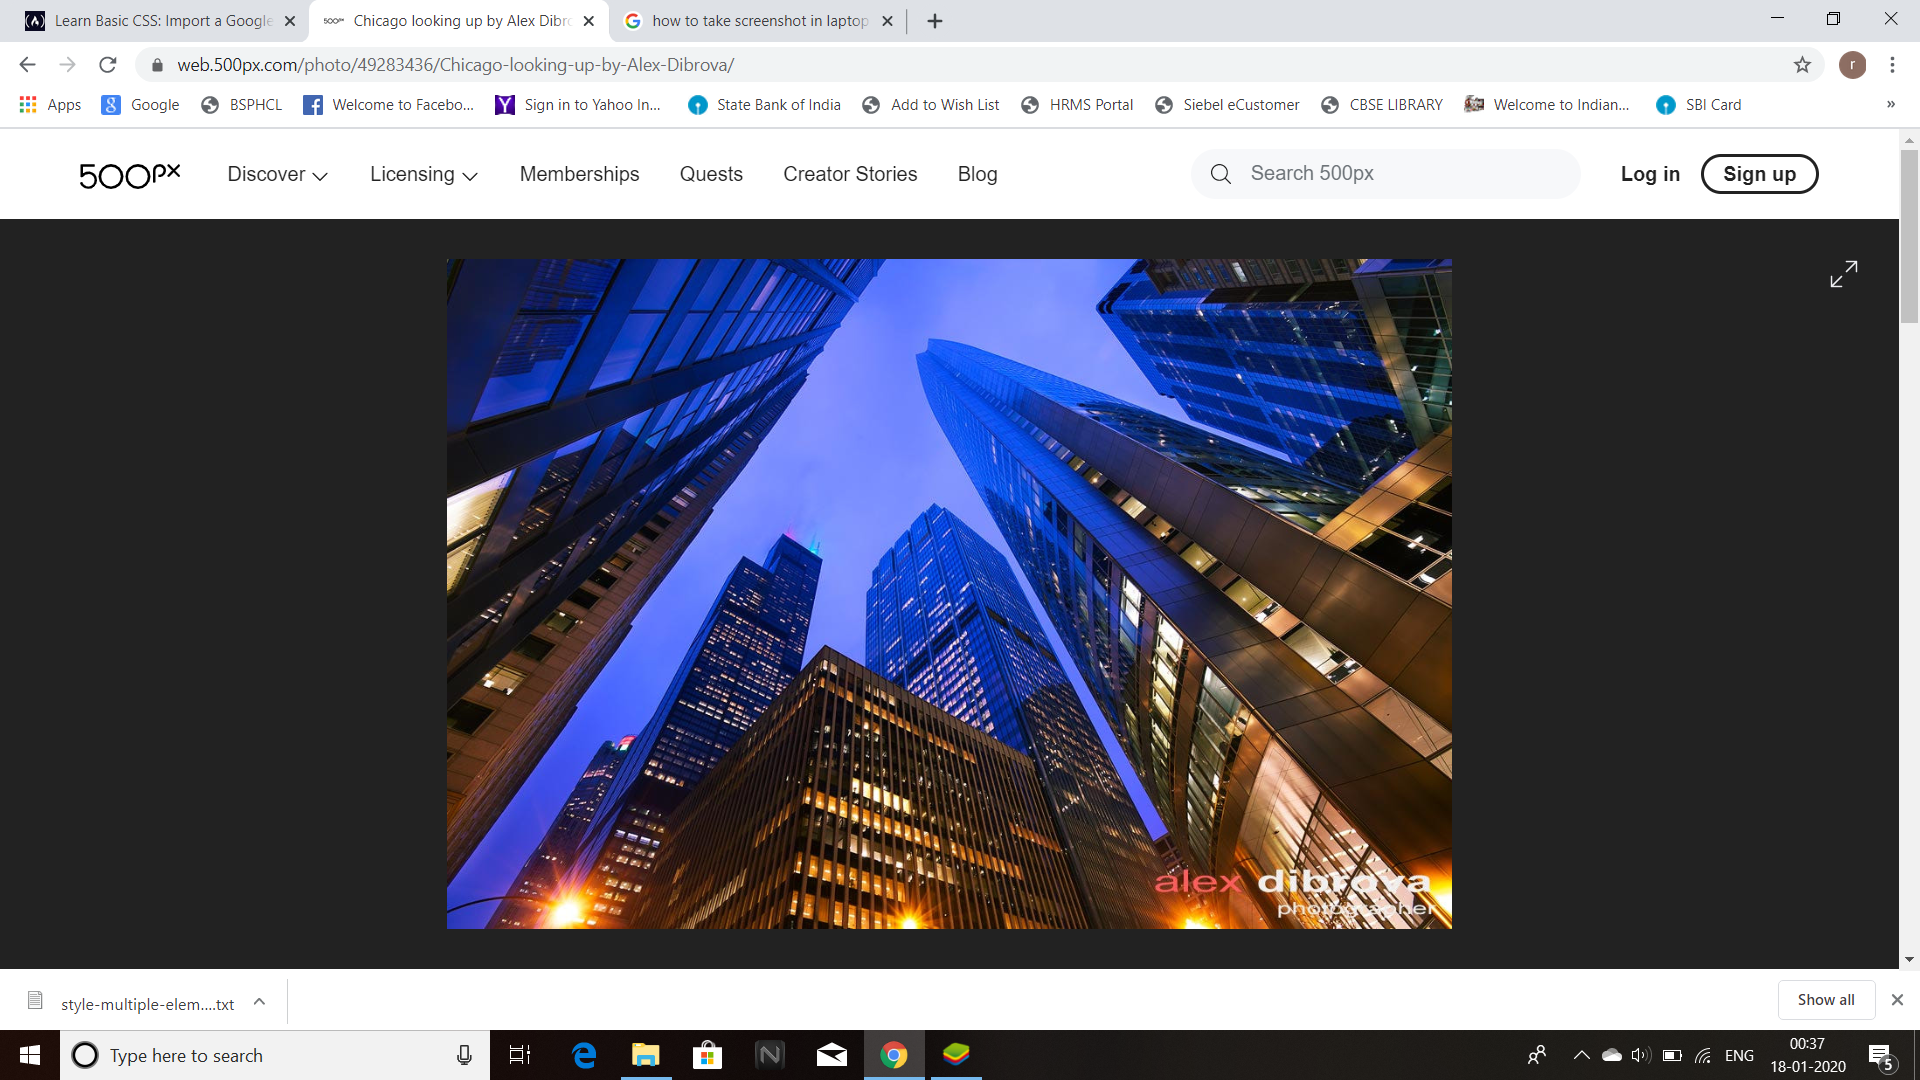 Learn Basic CSS: Import a Google
500px Chicago looking up by Alex Dibro
how to take screenshot in laptop
web.500px.com/photo/49283436/Chicago-looking-up-by-Alex-Dibrova/
r
Apps Google BSPHCL Welcome to Facebo... Sign in to Yahoo In... State Bank of India Add to Wish List HRMS Portal Siebel eCustomer CBSE LIBRARY Welcome to Indian... SBI Card »
500px Discover Licensing Memberships Quests Creator Stories Blog Search 500px Log in Sign up
alex dibrova
photographer
style-multiple-elem....txt
Show all
Type here to search
ENG
00:37
18-01-2020
5